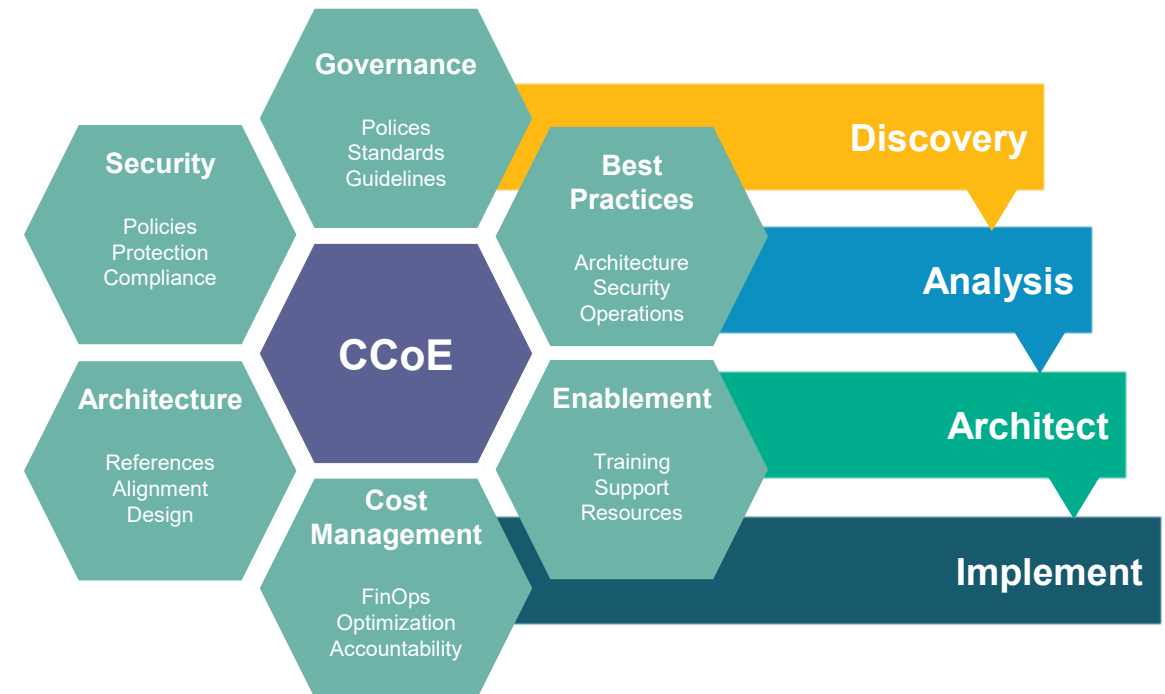 Governance
Polices
Standards
Guidelines
Security
Policies
Protection
Compliance
Best
Practices
Architecture
Security
Operations
CCoE
Architecture
References
Alignment
Design
Enablement
Training
Support
Resources
Cost
Management
FinOps
Optimization
Accountability
Discovery
Analysis
Architect
Implement